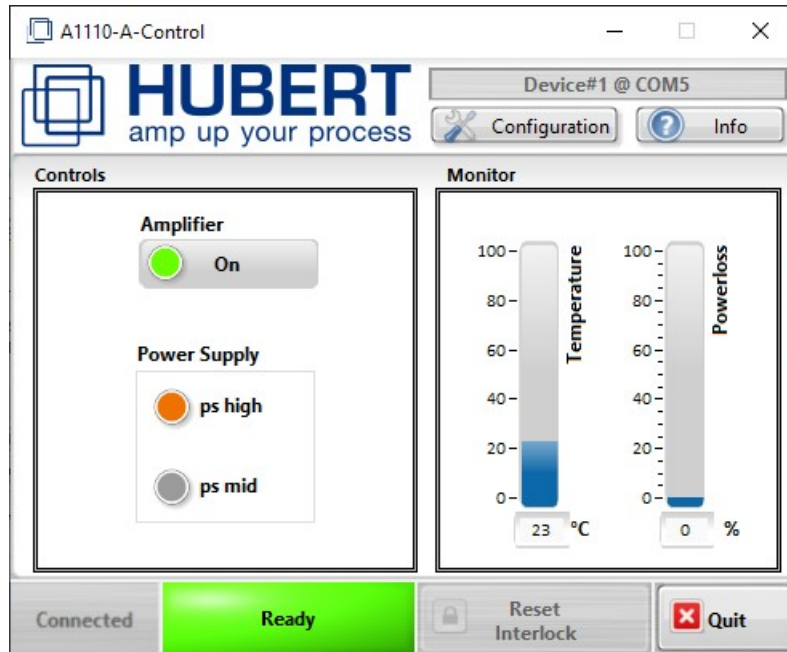 A1110-A-Control
HUBERT
amp up your process
Device#1 @ COM5
Configuration
Info
Controls
Amplifier
On
Power Supply
ps high
ps mid
Monitor
100
80
60
40
20
0
Temperature
23 °C
100
80
60
40
20
0
Powerloss
0 %
Connected
Ready
Reset
Interlock
Quit